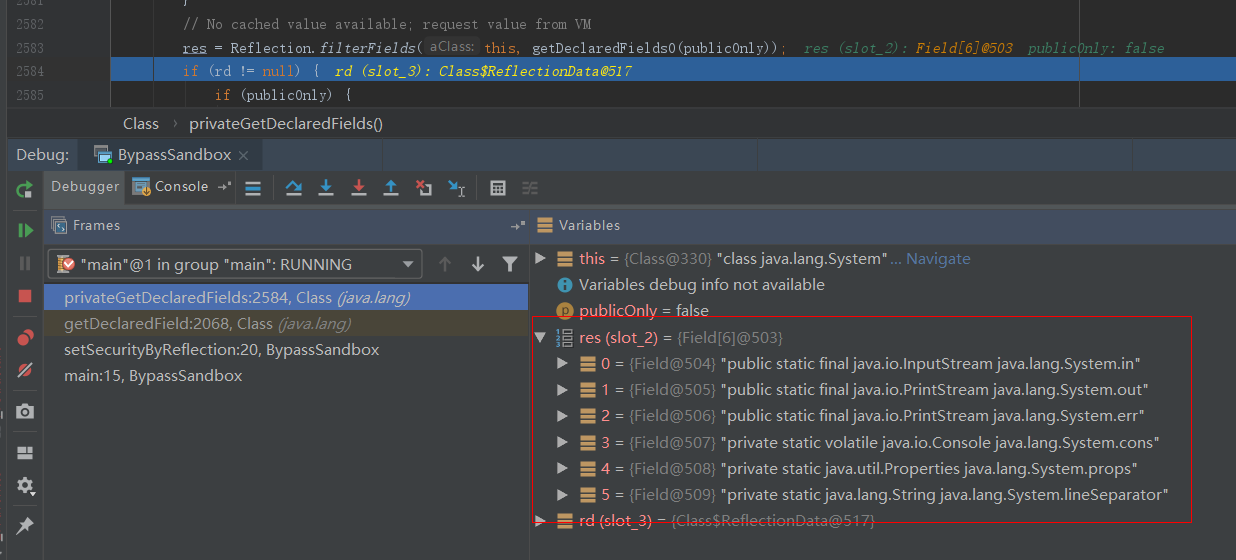 2581 }
2582 // No cached value available; request value from VM
2583 res = Reflection.filterFields( aClass: this, getDeclaredFields0(publicOnly)); res (slot_2): Field[6]@503 publicOnly: false
2584 if (rd != null) { rd (slot_3): Class$ReflectionData@517
2585 if (publicOnly) {
Class › privateGetDeclaredFields()
Debug: BypassSandbox ×
Debugger Console
Frames
"main"@1 in group "main": RUNNING
privateGetDeclaredFields:2584, Class (java.lang)
getDeclaredField:2068, Class (java.lang)
setSecurityByReflection:20, BypassSandbox
main:15, BypassSandbox
Variables
this = {Class@330} "class java.lang.System"... Navigate
Variables debug info not available
publicOnly = false
res (slot_2) = {Field[6]@503}
0 = {Field@504} "public static final java.io.InputStream java.lang.System.in"
1 = {Field@505} "public static final java.io.PrintStream java.lang.System.out"
2 = {Field@506} "public static final java.io.PrintStream java.lang.System.err"
3 = {Field@507} "private static volatile java.io.Console java.lang.System.cons"
4 = {Field@508} "private static java.util.Properties java.lang.System.props"
5 = {Field@509} "private static java.lang.String java.lang.System.lineSeparator"
rd (slot_3) = {Class$ReflectionData@517}